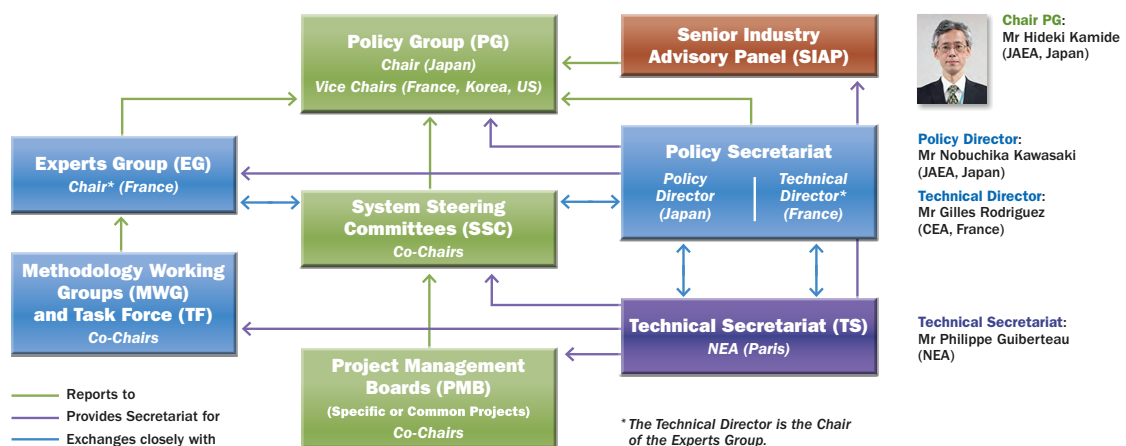 Policy Group (PG)
Chair (Japan)
Vice Chairs (France, Korea, US)
Senior Industry
Advisory Panel (SIAP)
Chair PG:
Mr Hideki Kamide
(JAEA, Japan)
Experts Group (EG)
Chair* (France)
Policy Secretariat
Policy
Director
(Japan)
Technical
Director*
(France)
Policy Director:
Mr Nobuchika Kawasaki
(JAEA, Japan)
Technical Director:
Mr Gilles Rodriguez
(CEA, France)
System Steering
Committees (SSC)
Co-Chairs
Methodology Working
Groups (MWG)
and Task Force (TF)
Co-Chairs
Technical Secretariat (TS)
NEA (Paris)
Technical Secretariat:
Mr Philippe Guiberteau
(NEA)
Project Management
Boards (PMB)
(Specific or Common Projects)
Co-Chairs
Reports to
Provides Secretariat for
Exchanges closely with
* The Technical Director is the Chair
of the Experts Group.